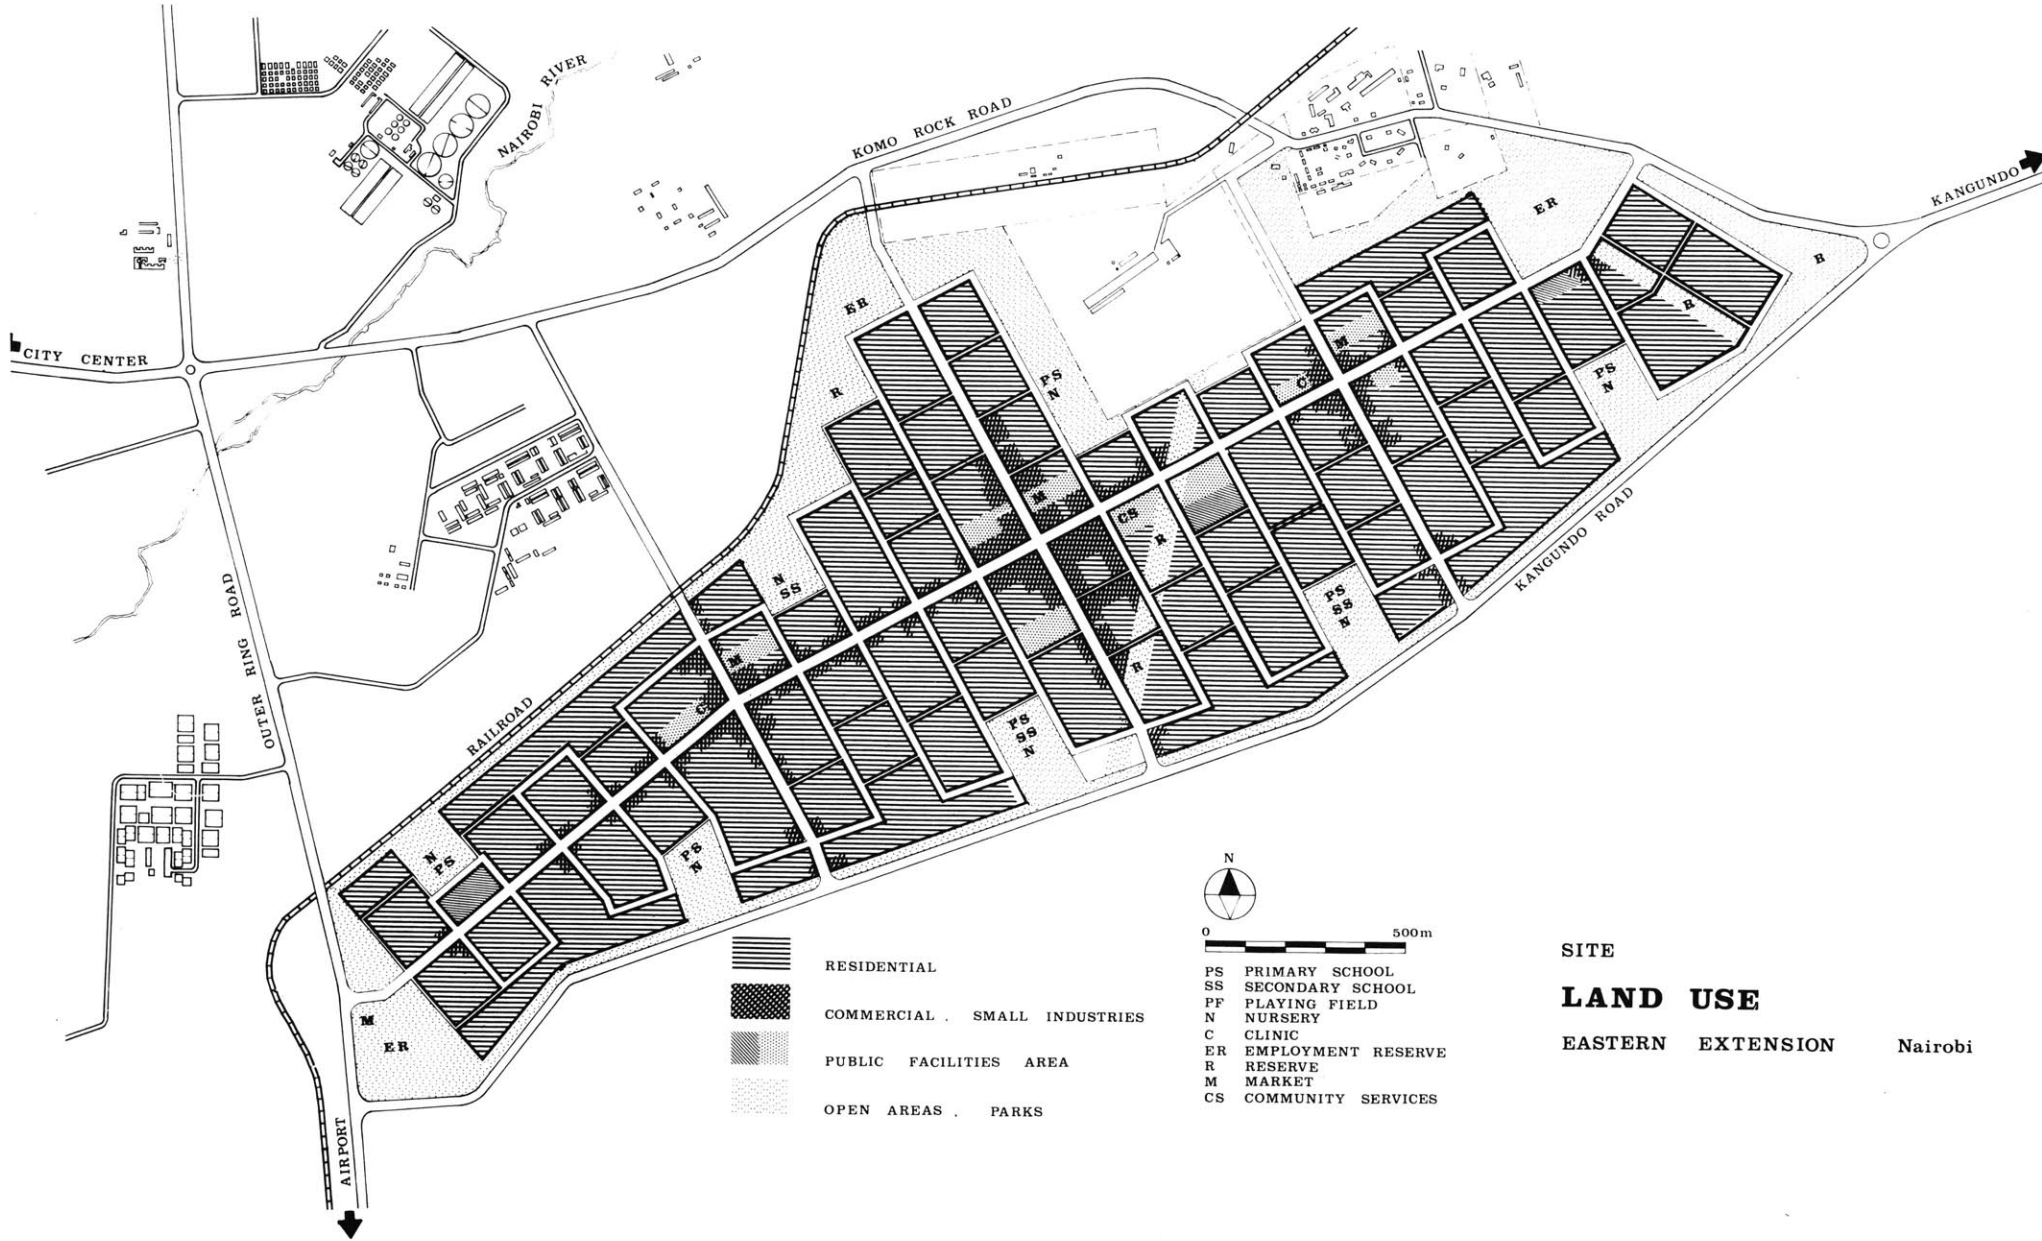 NAIROBI RIVER
KOMO ROCK ROAD
KANGUNDO
CITY CENTER
ER
ER
R
R
R
PS
N
M
C
PS
N
M
CS
R
N
SS
PS
SS
N
R
M
C
PS
SS
N
KANGUNDO ROAD
OUTER RING ROAD
RAILROAD
N
PS
PS
N
M
ER
AIRPORT
RESIDENTIAL
COMMERCIAL . SMALL INDUSTRIES
PUBLIC FACILITIES AREA
OPEN AREAS . PARKS
N
0 500m
PS PRIMARY SCHOOL
SS SECONDARY SCHOOL
PF PLAYING FIELD
N NURSERY
C CLINIC
ER EMPLOYMENT RESERVE
R RESERVE
M MARKET
CS COMMUNITY SERVICES
SITE
LAND USE
EASTERN EXTENSION Nairobi